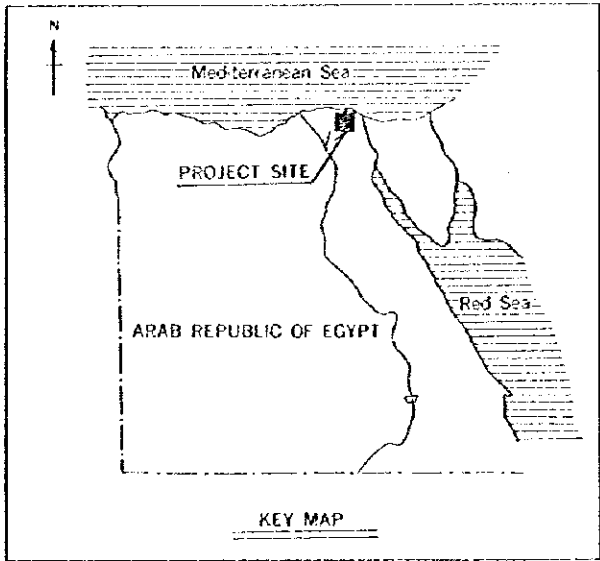 N
Mediterranean Sea
PROJECT SITE
Red Sea
ARAB REPUBLIC OF EGYPT
KEY MAP